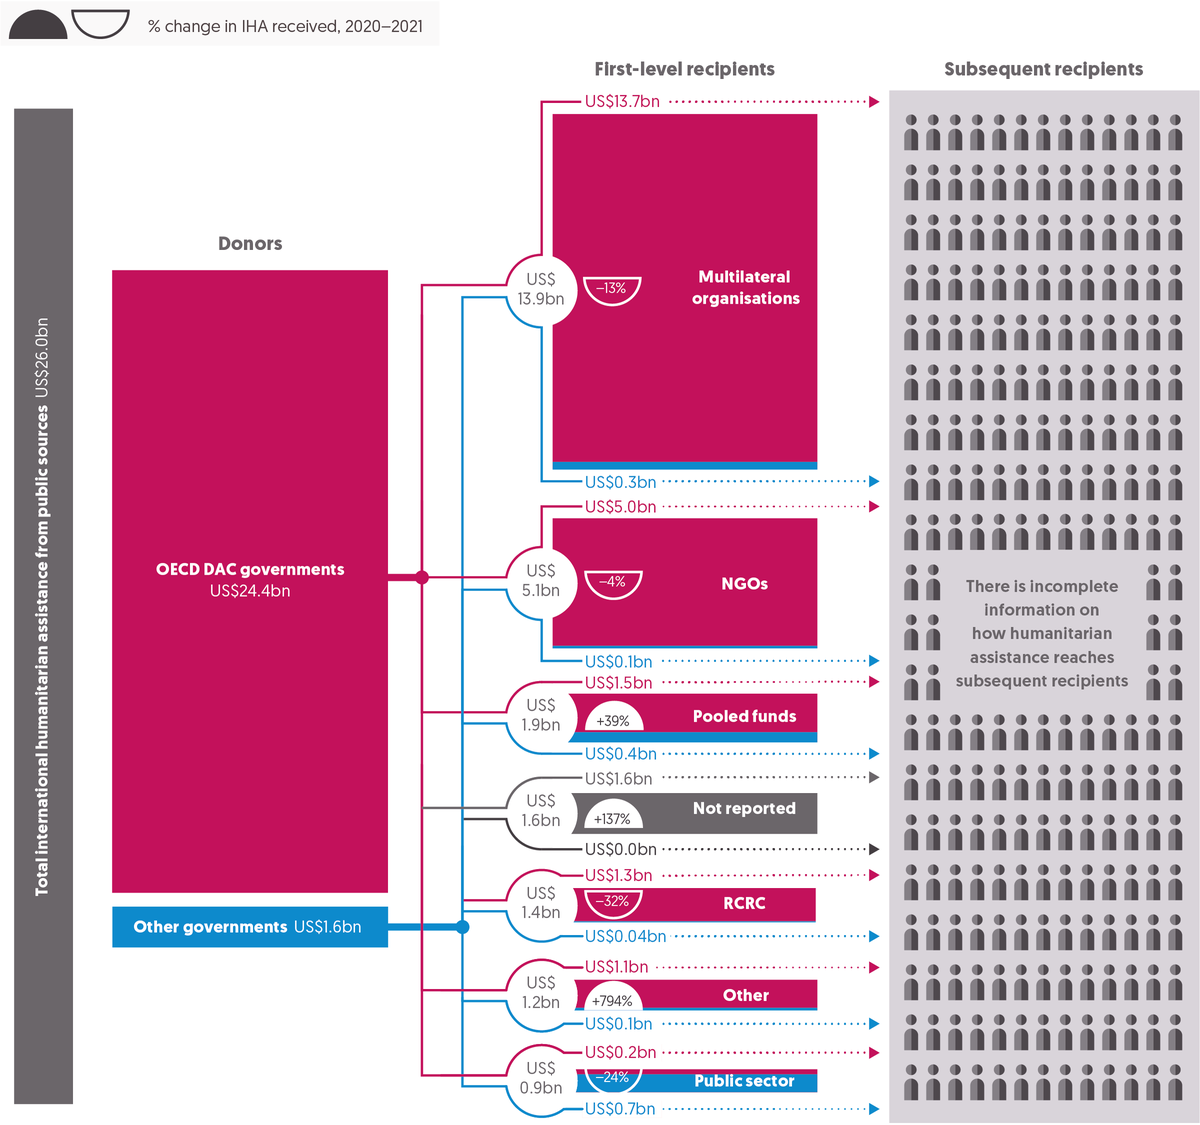 % change in IHA received, 2020–2021
First-level recipients
Subsequent recipients
Donors
Total international humanitarian assistance from public sources US$26.0bn
OECD DAC governments
US$24.4bn
Other governments US$1.6bn
US$13.7bn
US$
13.9bn
–13%
Multilateral
organisations
US$0.3bn
US$5.0bn
US$
5.1bn
–4%
NGOs
US$0.1bn
US$1.5bn
US$
1.9bn
+39%
Pooled funds
US$0.4bn
US$1.6bn
US$
1.6bn
+137%
Not reported
US$0.0bn
US$1.3bn
US$
1.4bn
–32%
RCRC
US$0.04bn
US$1.1bn
US$
1.2bn
+794%
Other
US$0.1bn
US$0.2bn
US$
0.9bn
–24%
Public sector
US$0.7bn
There is incomplete
information on
how humanitarian
assistance reaches
subsequent recipients